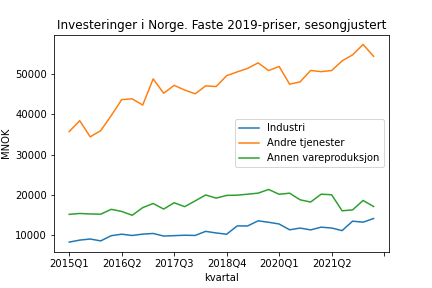 Investeringer i Norge. Faste 2019-priser, sesongjustert
MNOK
50000
40000
30000
20000
10000
Industri
Andre tjenester
Annen vareproduksjon
2015Q1 2016Q2 2017Q3 2018Q4 2020Q1 2021Q2
kvartal